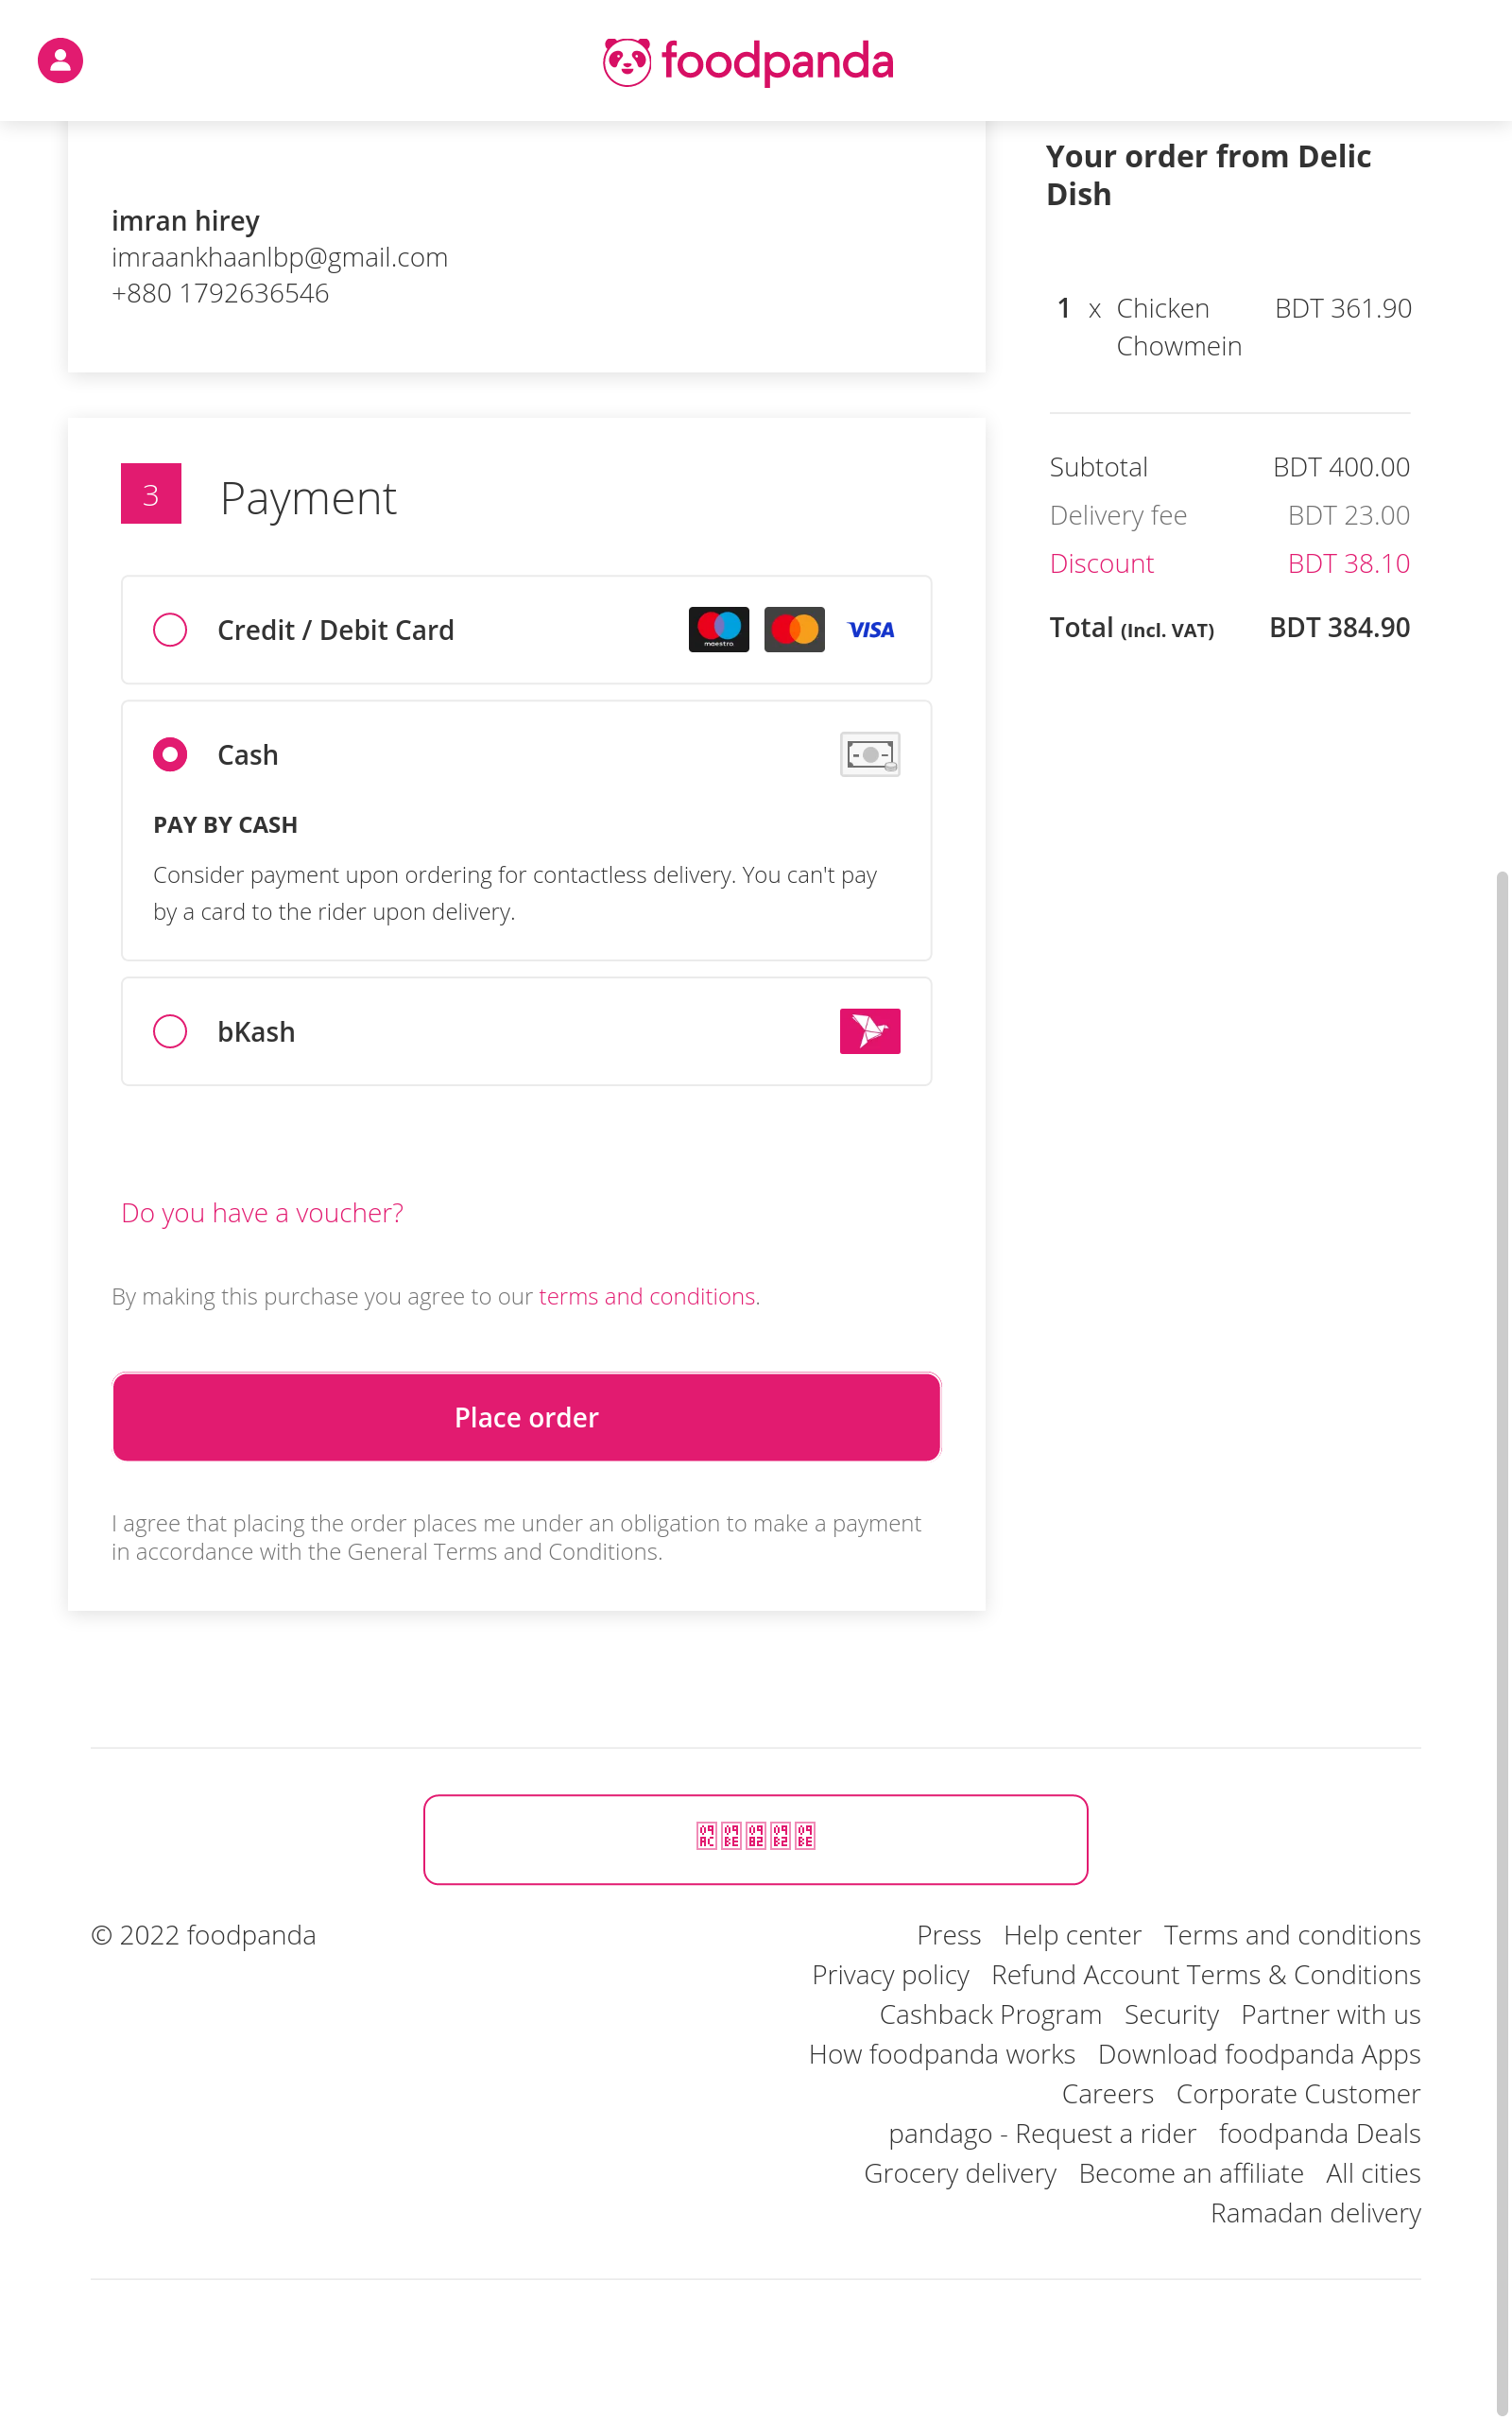 foodpanda
Your order from Delic
Dish
imran hirey
imraankhaanlbp@gmail.com
+880 1792636546
1 x Chicken BDT 361.90
Chowmein
Subtotal BDT 400.00
Delivery fee BDT 23.00
Discount BDT 38.10
Total (Incl. VAT) BDT 384.90
3 Payment
Credit / Debit Card maestro VISA
Cash
PAY BY CASH
Consider payment upon ordering for contactless delivery. You can't pay
by a card to the rider upon delivery.
bKash
Do you have a voucher?
By making this purchase you agree to our terms and conditions.
Place order
I agree that placing the order places me under an obligation to make a payment
in accordance with the General Terms and Conditions.
© 2022 foodpanda
Press Help center Terms and conditions
Privacy policy Refund Account Terms & Conditions
Cashback Program Security Partner with us
How foodpanda works Download foodpanda Apps
Careers Corporate Customer
pandago - Request a rider foodpanda Deals
Grocery delivery Become an affiliate All cities
Ramadan delivery